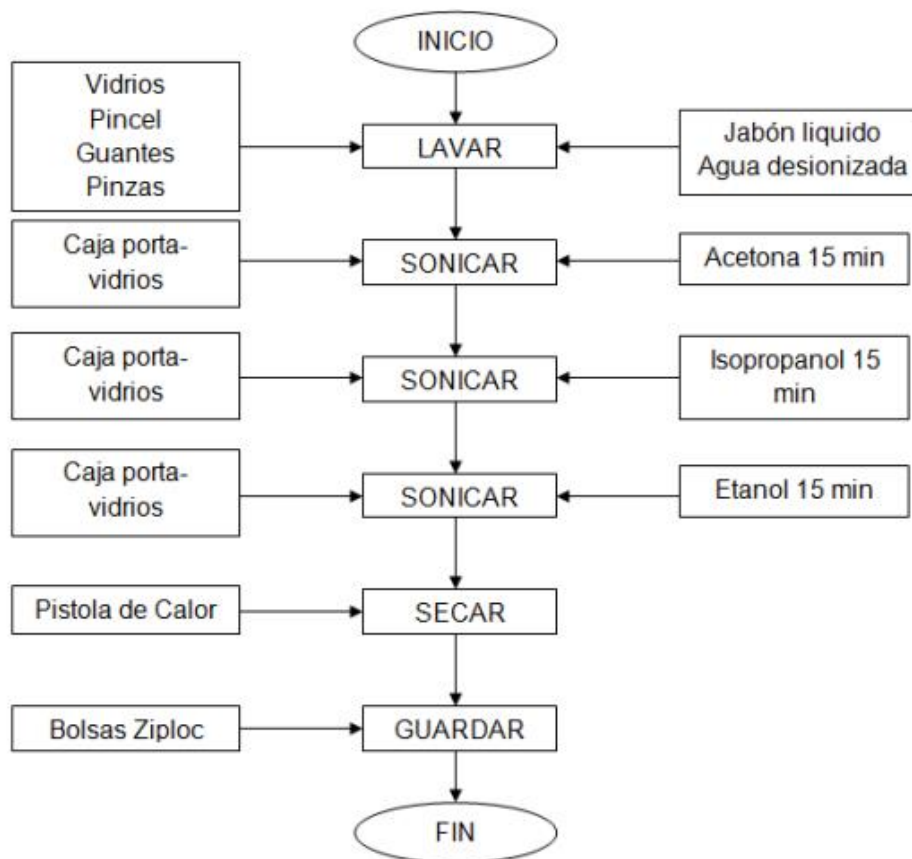 INICIO
Vidrios
Pincel
Guantes
Pinzas
LAVAR
Jabón liquido
Agua desionizada
Caja porta-
vidrios
SONICAR
Acetona 15 min
Caja porta-
vidrios
SONICAR
Isopropanol 15
min
Caja porta-
vidrios
SONICAR
Etanol 15 min
Pistola de Calor
SECAR
Bolsas Ziploc
GUARDAR
FIN